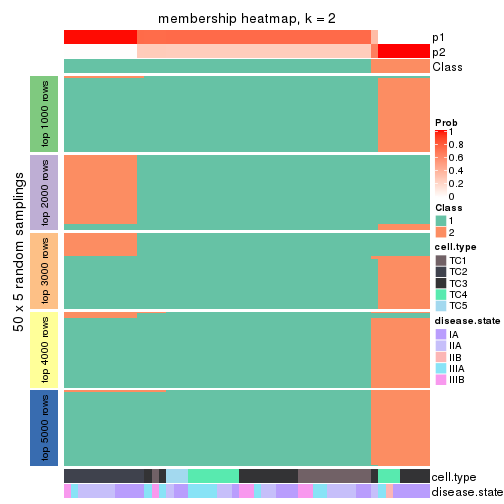 membership heatmap, k = 2
p1
p2
Class
50 x 5 random samplings
top 1000 rows
top 2000 rows
top 3000 rows
top 4000 rows
top 5000 rows
cell.type
disease.state
Prob
1
0.8
0.6
0.4
0.2
0
Class
1
2
cell.type
TC1
TC2
TC3
TC4
TC5
disease.state
IA
IIA
IIB
IIIA
IIIB